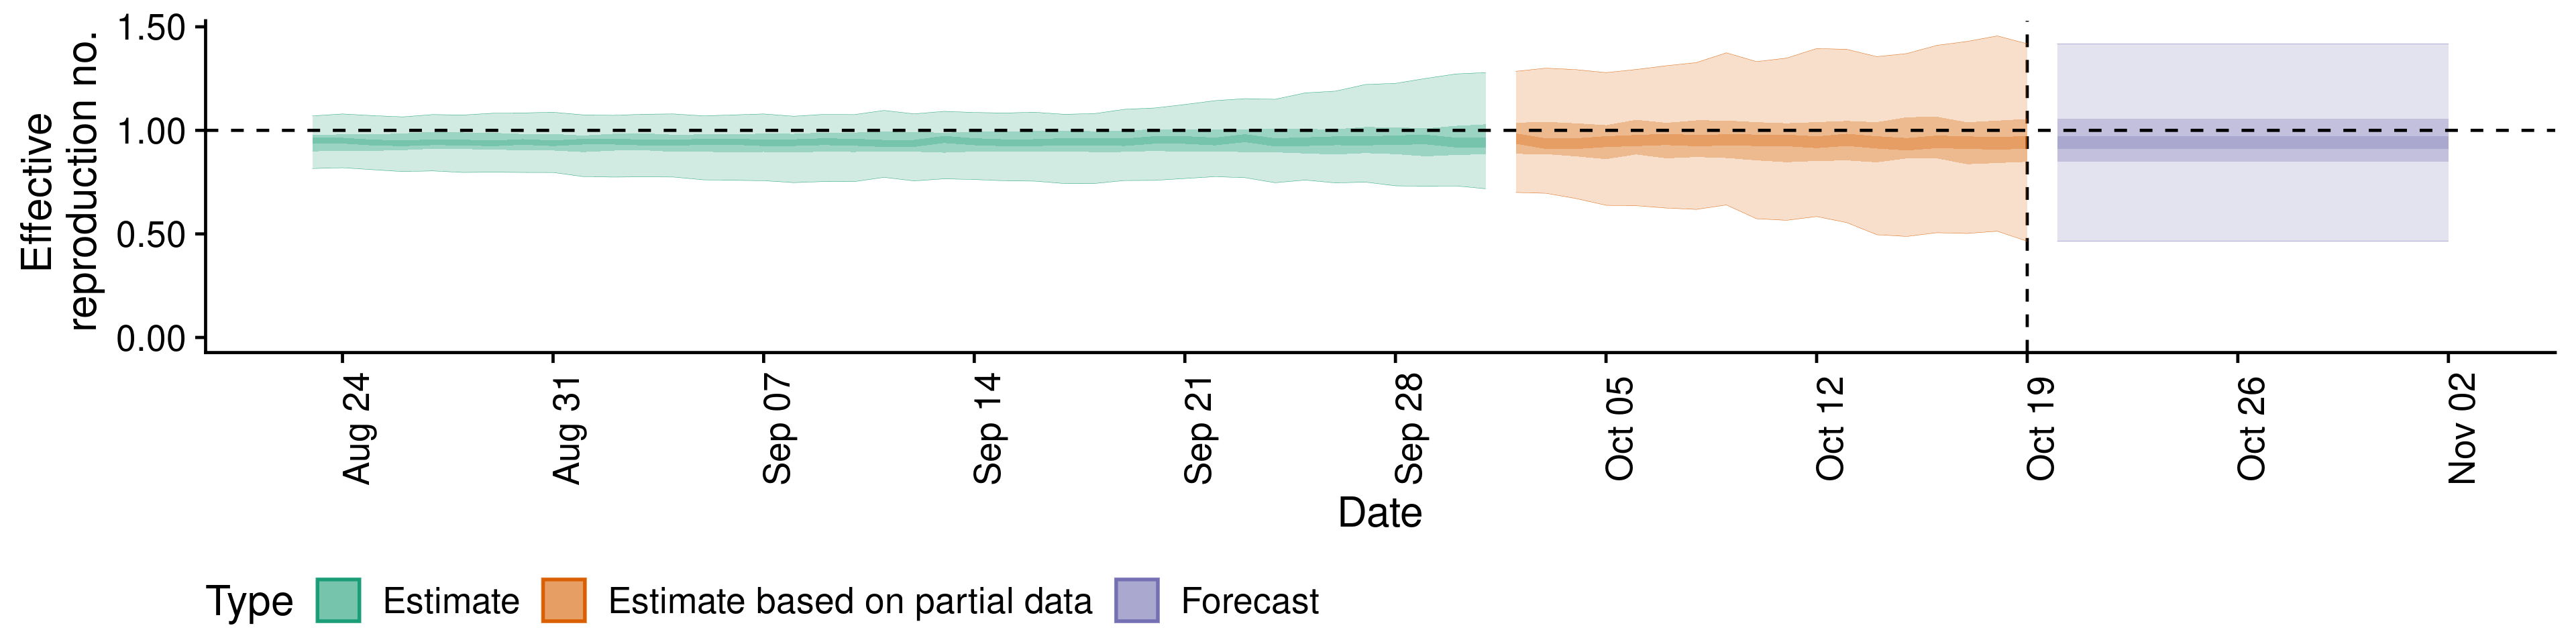 Effective
reproduction no.
1.50
1.00
0.50
0.00
Aug 24
Aug 31
Sep 07
Sep 14
Sep 21
Sep 28
Oct 05
Oct 12
Oct 19
Oct 26
Nov 02
Date
Type Estimate Estimate based on partial data Forecast